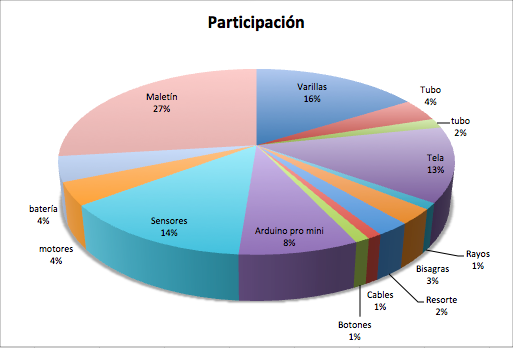 Participación
Varillas
16%
Tubo
4%
tubo
2%
Tela
13%
Rayos
1%
Bisagras
3%
Resorte
2%
Cables
1%
Botones
1%
Arduino pro mini
8%
Sensores
14%
motores
4%
batería
4%
Maletín
27%